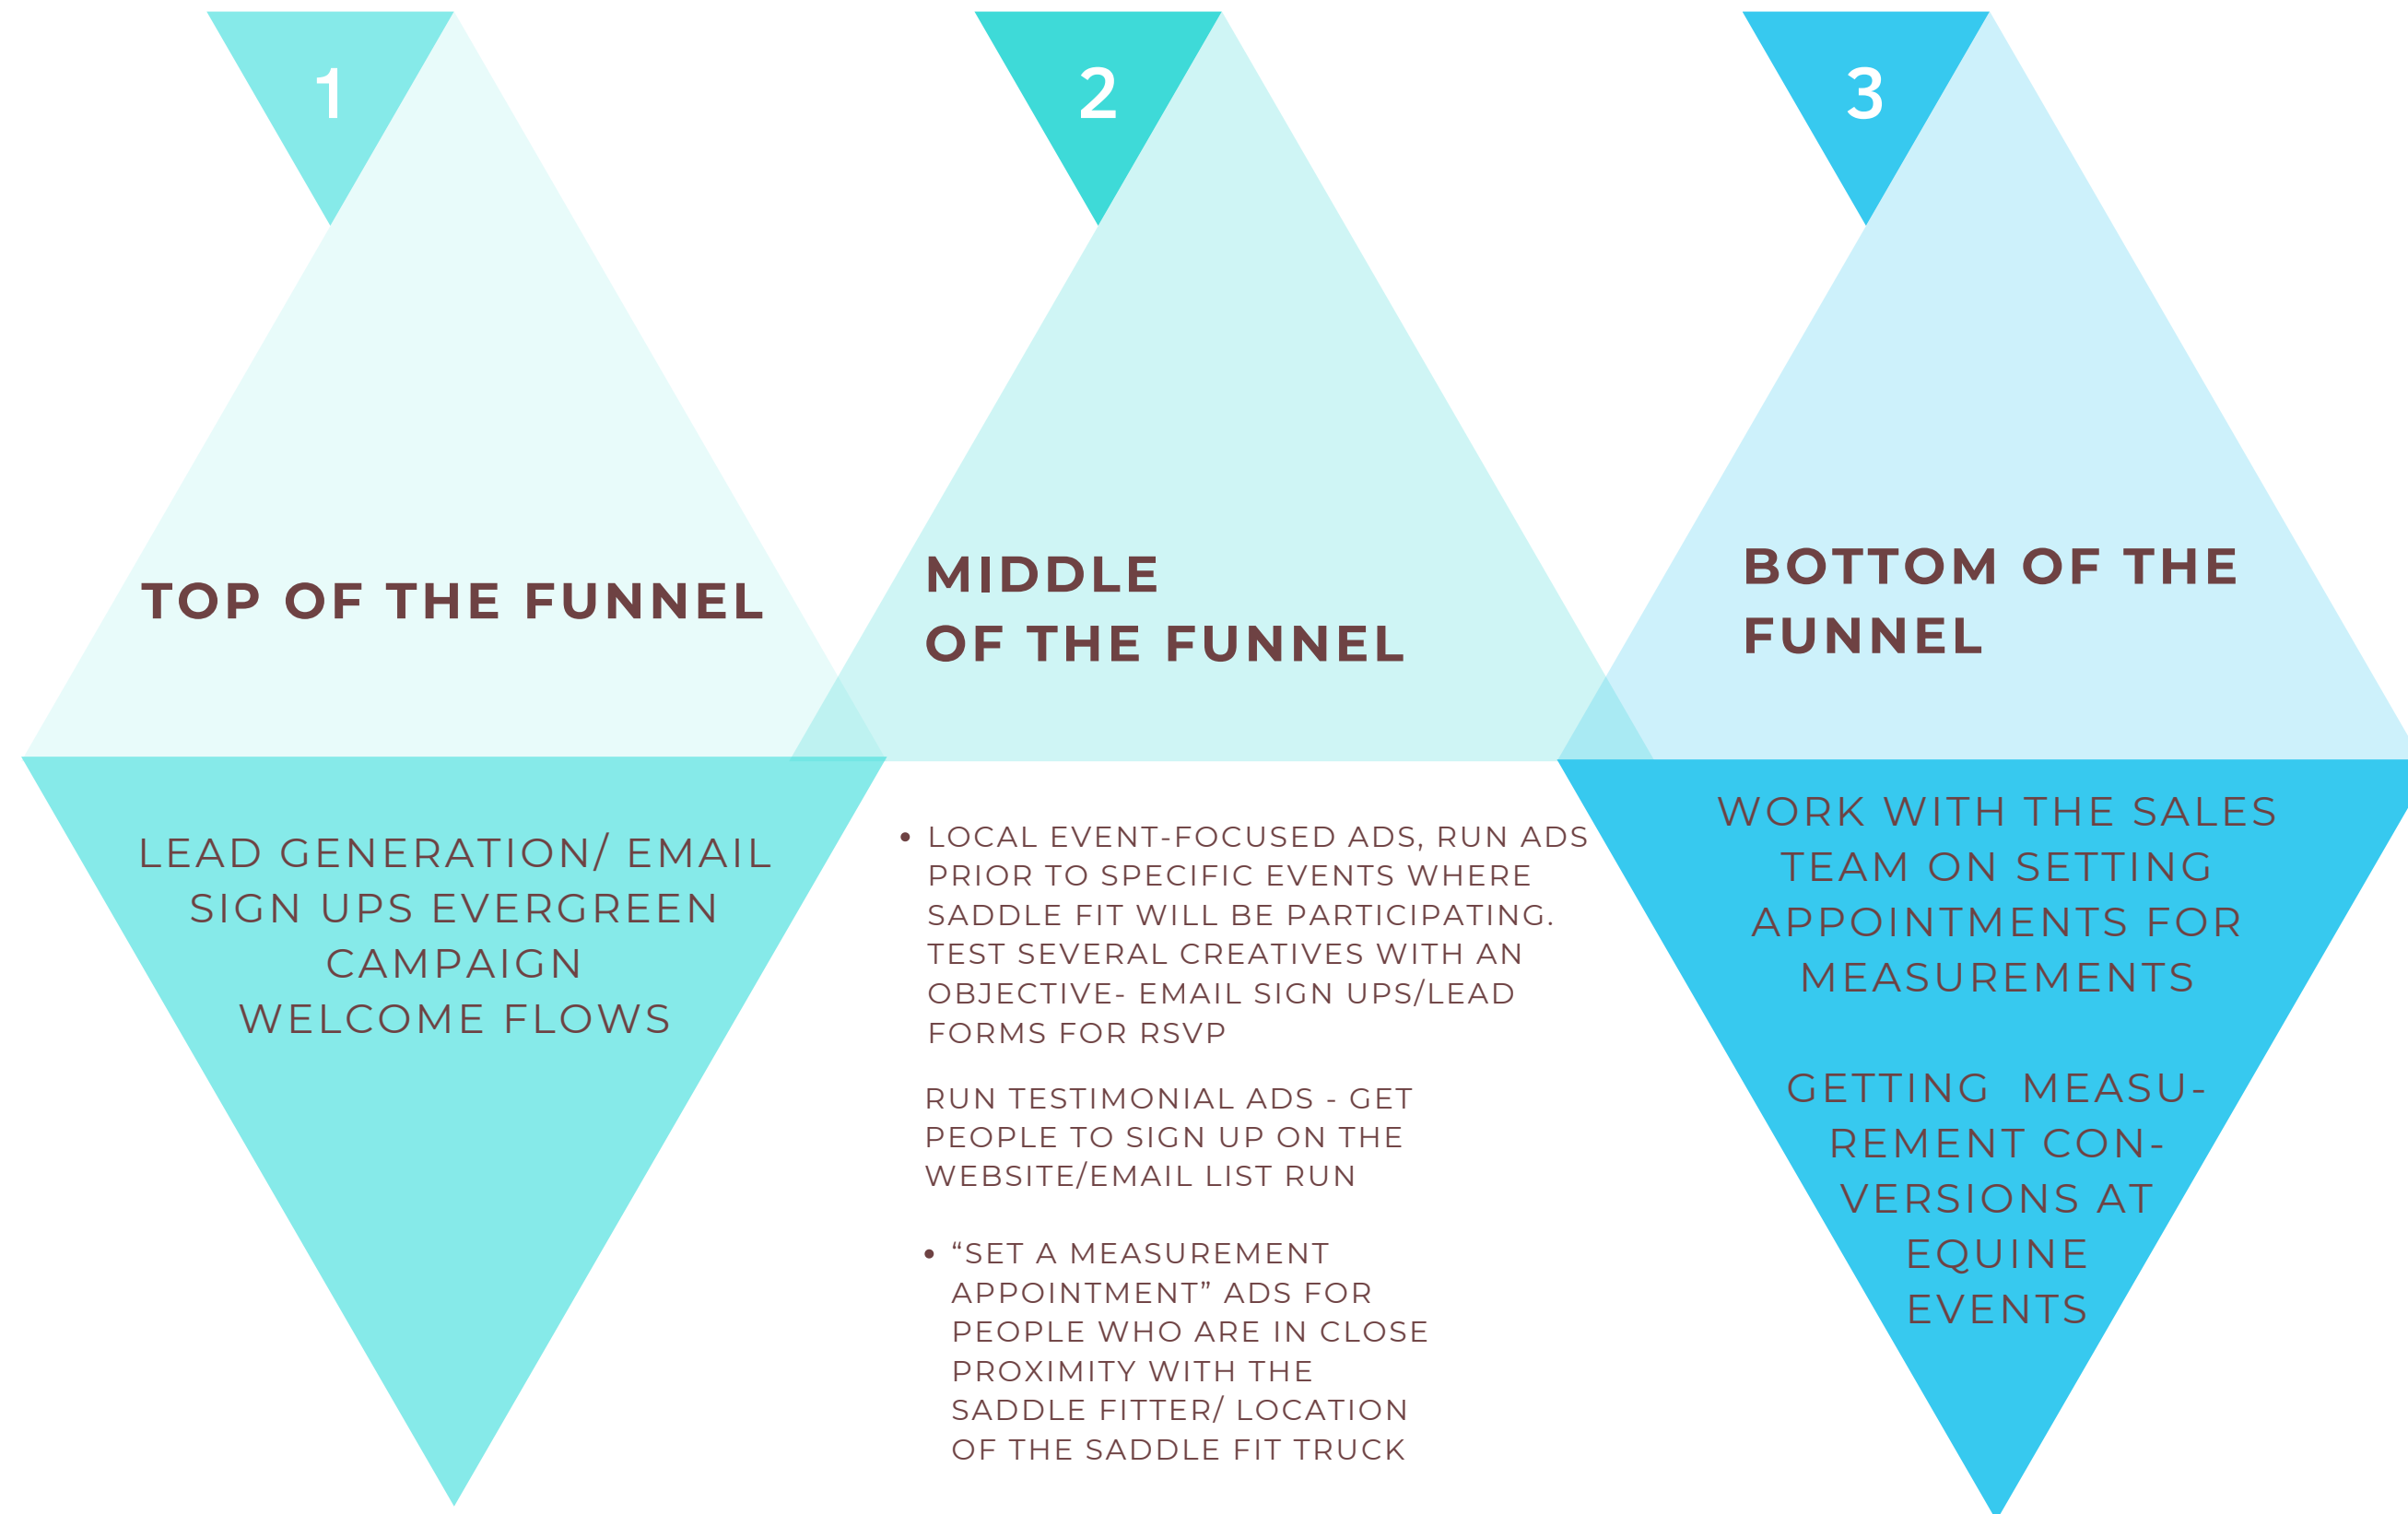 1
TOP OF THE FUNNEL
LEAD GENERATION/ EMAIL
SIGN UPS EVERGREEN
CAMPAIGN
WELCOME FLOWS
2
MIDDLE
OF THE FUNNEL
• LOCAL EVENT-FOCUSED ADS, RUN ADS
PRIOR TO SPECIFIC EVENTS WHERE
SADDLE FIT WILL BE PARTICIPATING.
TEST SEVERAL CREATIVES WITH AN
OBJECTIVE- EMAIL SIGN UPS/LEAD
FORMS FOR RSVP
RUN TESTIMONIAL ADS - GET
PEOPLE TO SIGN UP ON THE
WEBSITE/EMAIL LIST RUN
• “SET A MEASUREMENT
APPOINTMENT” ADS FOR
PEOPLE WHO ARE IN CLOSE
PROXIMITY WITH THE
SADDLE FITTER/ LOCATION
OF THE SADDLE FIT TRUCK
3
BOTTOM OF THE
FUNNEL
WORK WITH THE SALES
TEAM ON SETTING
APPOINTMENTS FOR
MEASUREMENTS
GETTING MEASU-
REMENT CON-
VERSIONS AT
EQUINE
EVENTS